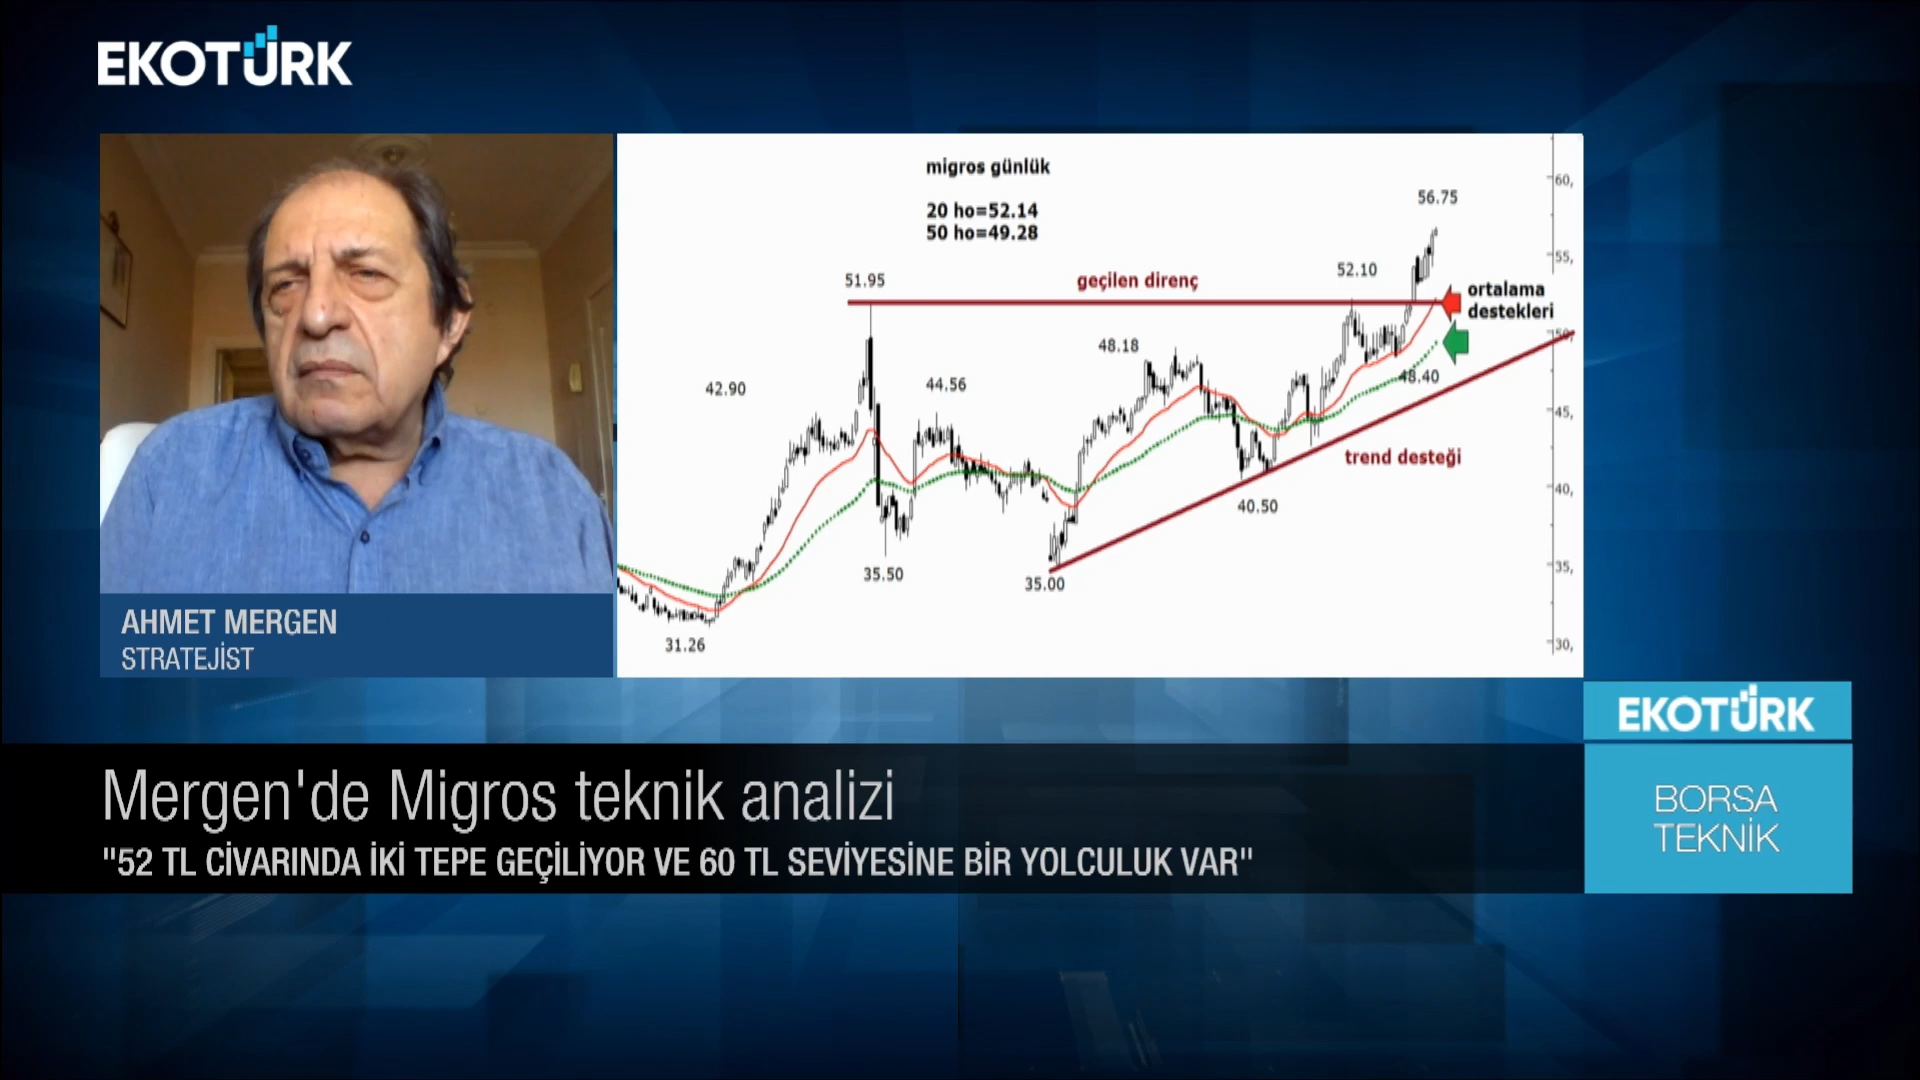 EKOTÜRK
migros günlük
20 ho=52.14
50 ho=49.28
56.75
60,
55,
50,
45,
40,
35,
30,
51.95
geçilen direnç
52.10
ortalama
destekleri
42.90
44.56
48.18
48.40
trend desteği
40.50
35.50
35.00
31.26
AHMET MERGEN
STRATEJİST
EKOTÜRK
Mergen'de Migros teknik analizi
"52 TL CİVARINDA İKİ TEPE GEÇİLİYOR VE 60 TL SEVİYESİNE BİR YOLCULUK VAR"
BORSA
TEKNİK